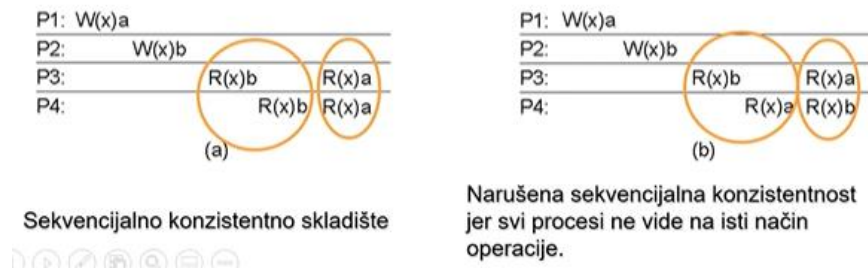 P1: W(x)a
P2: W(x)b
P3: R(x)b R(x)a
P4: R(x)b R(x)a
(a)
Sekvencijalno konzistentno skladište
P1: W(x)a
P2: W(x)b
P3: R(x)b R(x)a
P4: R(x)a R(x)b
(b)
Narušena sekvencijalna konzistentnost
jer svi procesi ne vide na isti način
operacije.